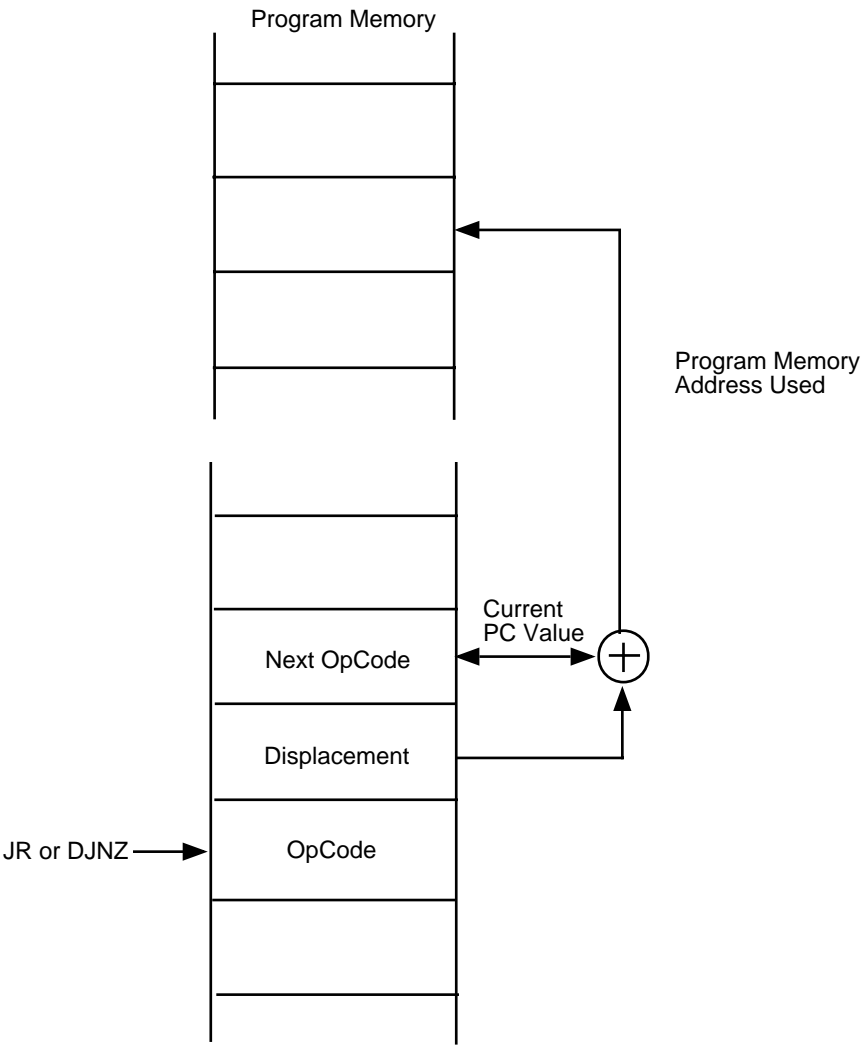 Program Memory
Program Memory
Address Used
Current
PC Value
Next OpCode
Displacement
JR or DJNZ
OpCode